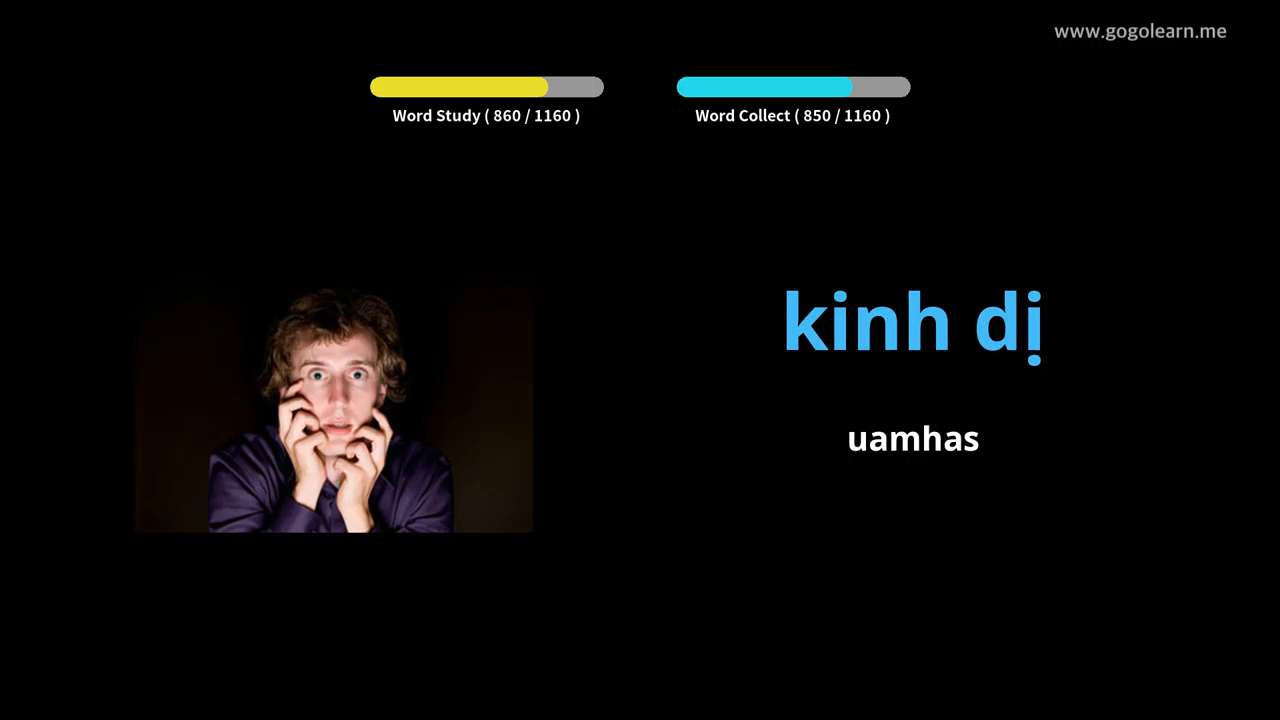 www.gogolearn.me
Word Study ( 860 / 1160 )
Word Collect ( 850 / 1160 )
kinh dị
uamhas